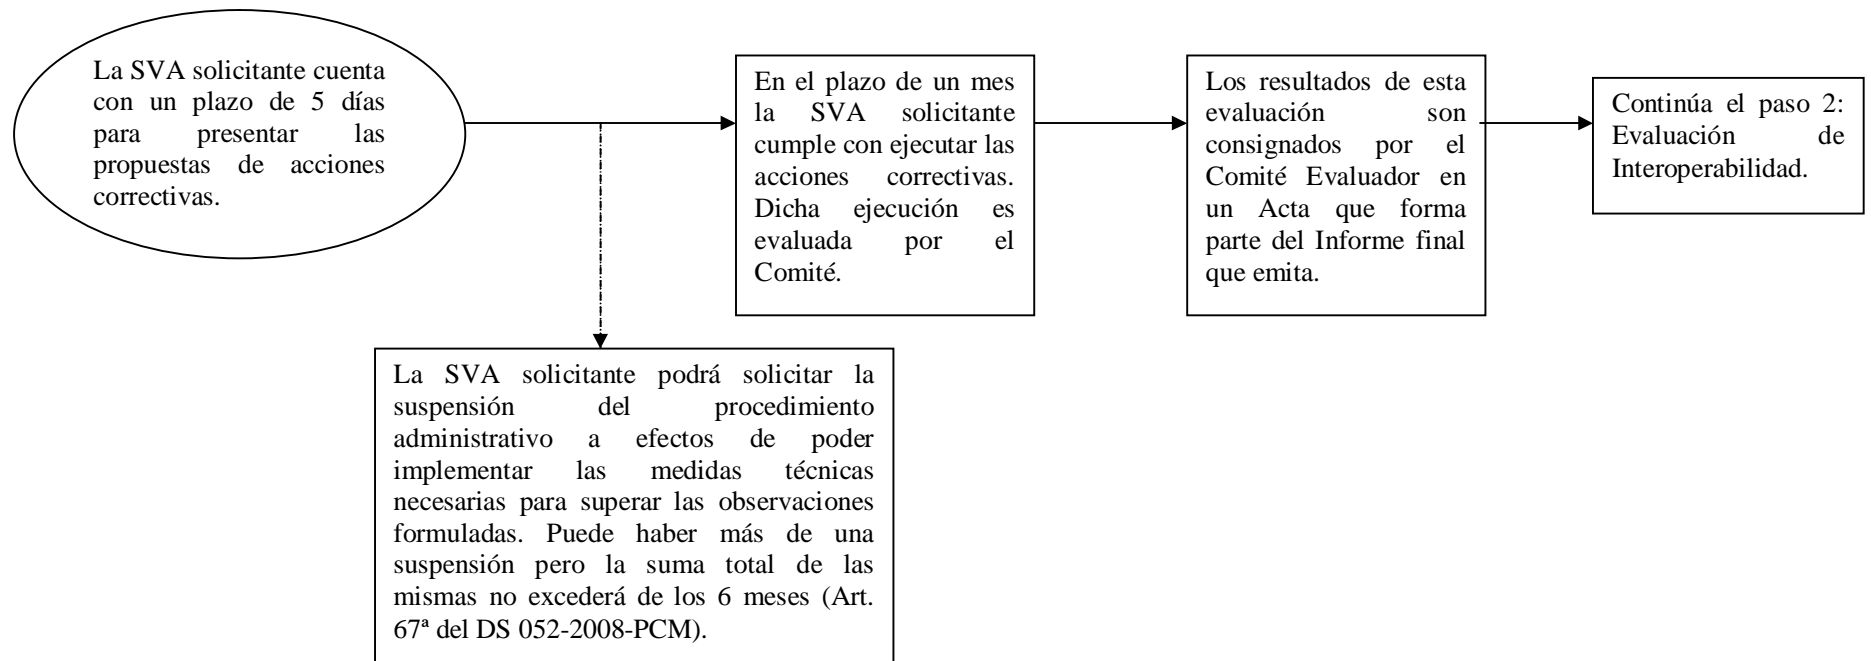 La SVA solicitante cuenta
con un plazo de 5 días
para presentar las
propuestas de acciones
correctivas.
En el plazo de un mes
la SVA solicitante
cumple con ejecutar las
acciones correctivas.
Dicha ejecución es
evaluada por el
Comité.
Los resultados de esta
evaluación son
consignados por el
Comité Evaluador en
un Acta que forma
parte del Informe final
que emita.
Continúa el paso 2:
Evaluación de
Interoperabilidad.
La SVA solicitante podrá solicitar la
suspensión del procedimiento
administrativo a efectos de poder
implementar las medidas técnicas
necesarias para superar las observaciones
formuladas. Puede haber más de una
suspensión pero la suma total de las
mismas no excederá de los 6 meses (Art.
67ª del DS 052-2008-PCM).